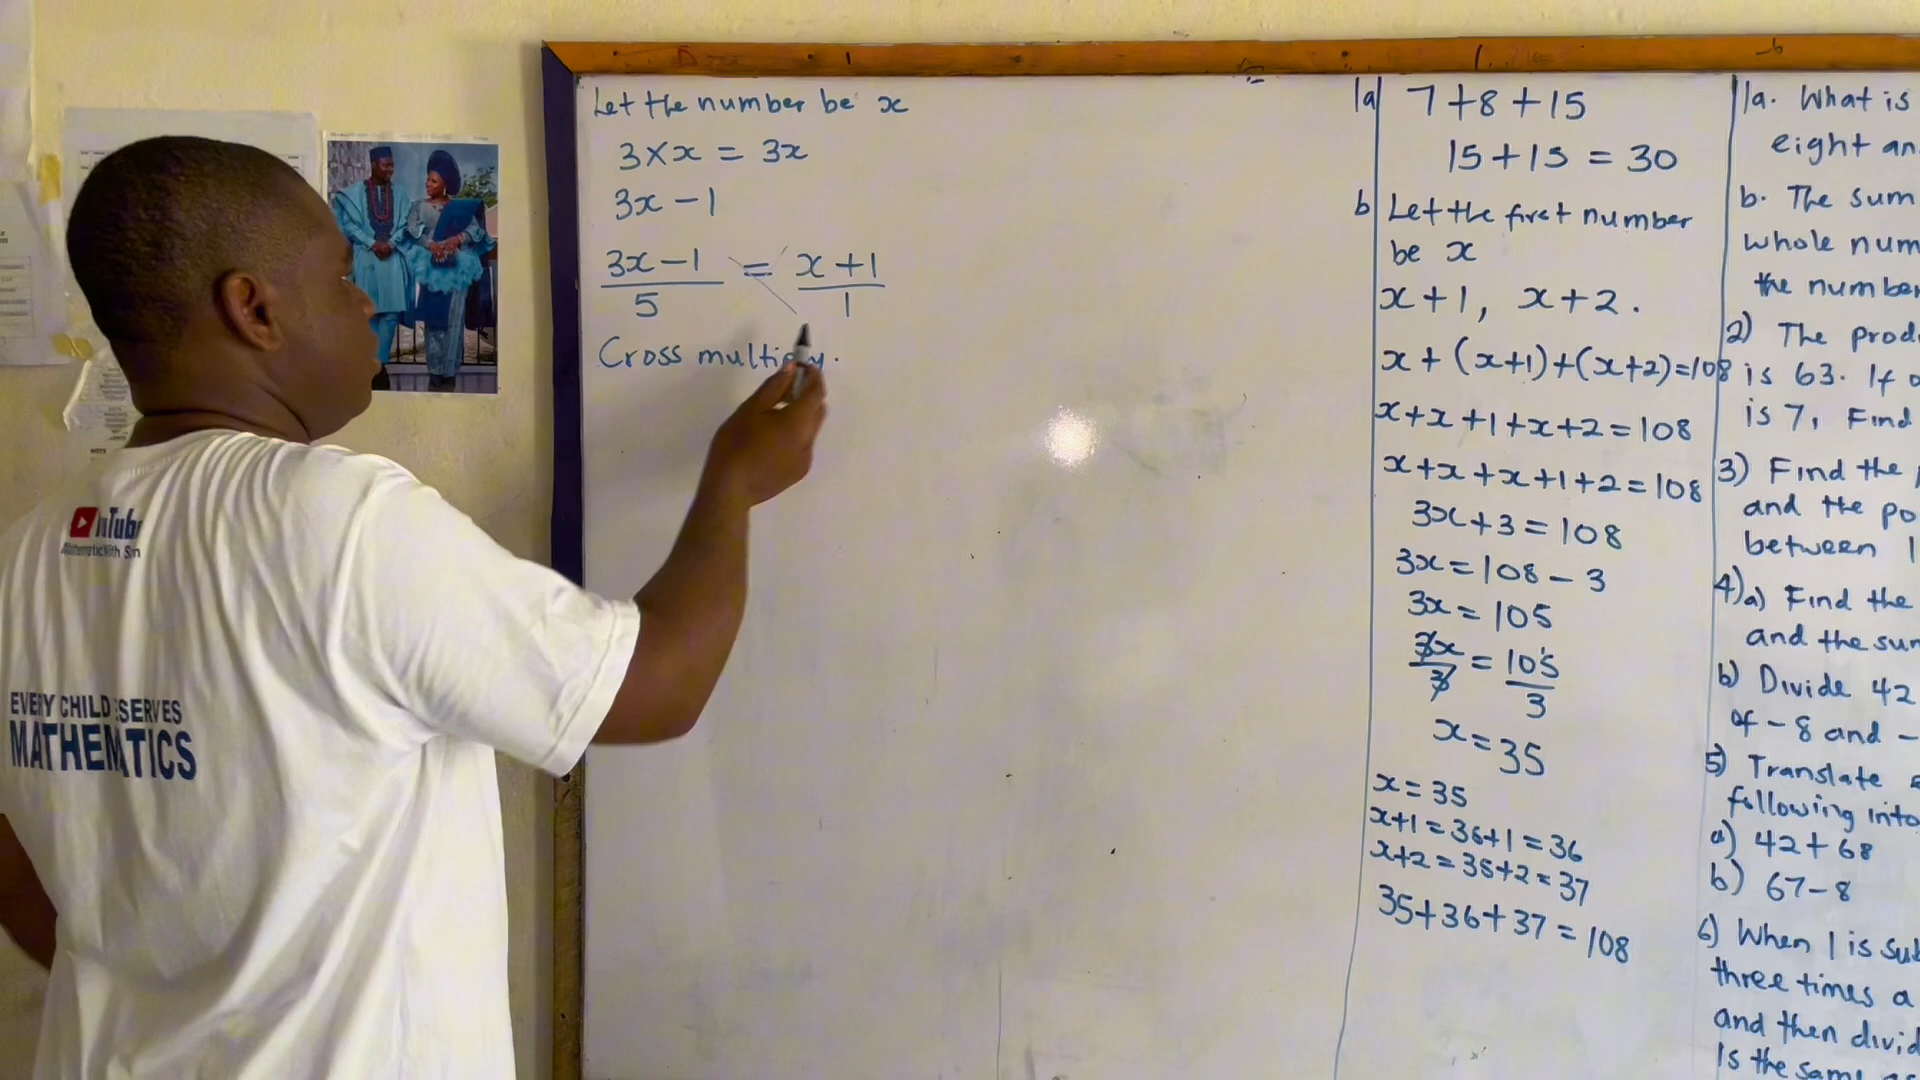 Let the number be x
3 × x = 3x
3x - 1
3x - 1 / 5 = x + 1 / 1
Cross multiply.
1a 7 + 8 + 15
15 + 15 = 30
b Let the first number
be x
x + 1, x + 2.
x + (x+1) + (x+2) = 108
x + x + 1 + x + 2 = 108
x + x + x + 1 + 2 = 108
3x + 3 = 108
3x = 108 - 3
3x = 105
3x / 3 = 105 / 3
x = 35
x = 35
x+1 = 36+1 = 36
x+2 = 35+2 = 37
35 + 36 + 37 = 108
1a. What is
eight an
b. The sum
whole num
the number
2) The prod
is 63. If
is 7, Find
3) Find the
and the po
between 1
4) a) Find the
and the sum
b) Divide 42
of - 8 and -
5) Translate
following into
a) 42 + 68
b) 67 - 8
6) When 1 is sub
three times a
and then divid
is the same as
YouTube
EVERY CHILD DESERVES
MATHEMATICS